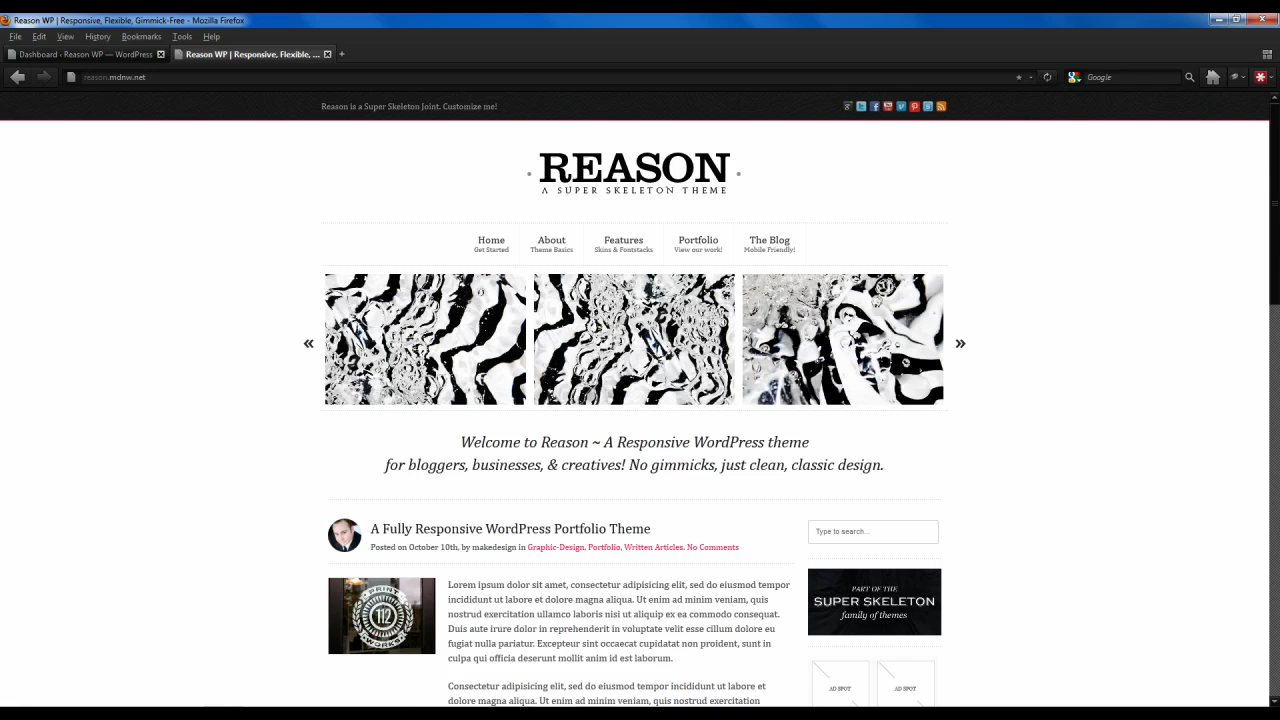 Reason WP | Responsive, Flexible, Gimmick-Free - Mozilla Firefox
File Edit View History Bookmarks Tools Help
Dashboard ‹ Reason WP — WordPress
Reason WP | Responsive, Flexible, ...
reason.mdnw.net
Google
Reason is a Super Skeleton Joint. Customize me!
REASON
A SUPER SKELETON THEME
Home About Features Portfolio The Blog
Get Started Theme Basics Skins & Fontstacks View our work! Mobile Friendly!
« »
Welcome to Reason ~ A Responsive WordPress theme
for bloggers, businesses, & creatives! No gimmicks, just clean, classic design.
A Fully Responsive WordPress Portfolio Theme
Posted on October 10th, by makedesign in Graphic-Design, Portfolio, Written Articles. No Comments
PRINT
112
WORKS
Lorem ipsum dolor sit amet, consectetur adipisicing elit, sed do eiusmod tempor
incididunt ut labore et dolore magna aliqua. Ut enim ad minim veniam, quis
nostrud exercitation ullamco laboris nisi ut aliquip ex ea commodo consequat.
Duis aute irure dolor in reprehenderit in voluptate velit esse cillum dolore eu
fugiat nulla pariatur. Excepteur sint occaecat cupidatat non proident, sunt in
culpa qui officia deserunt mollit anim id est laborum.
Consectetur adipisicing elit, sed do eiusmod tempor incididunt ut labore et
dolore magna aliqua. Ut enim ad minim veniam, quis nostrud exercitation
Type to search...
PART OF THE
SUPER SKELETON
family of themes
AD SPOT AD SPOT